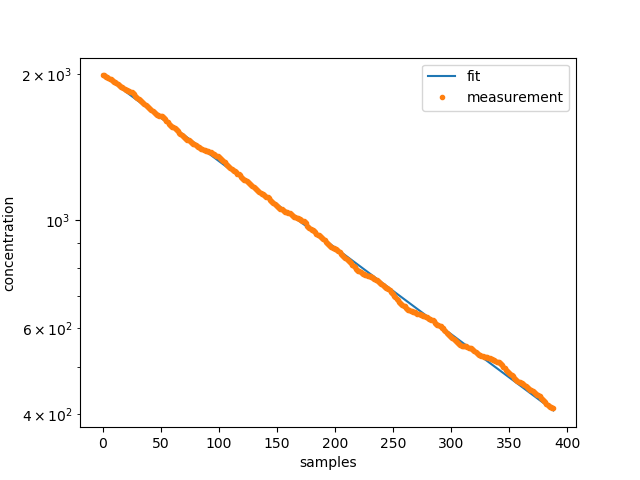 fit
measurement
2 × 10³
10³
6 × 10²
4 × 10²
concentration
0 50 100 150 200 250 300 350 400
samples